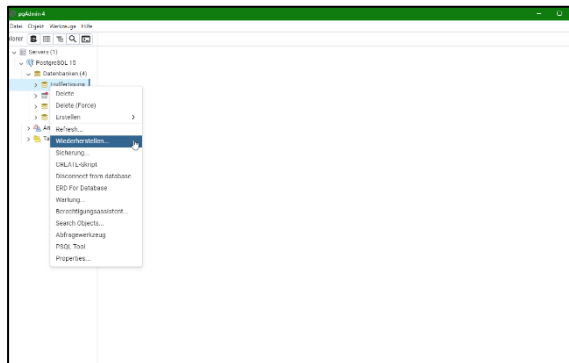 pgAdmin 4
Datei Objekt Werkzeuge Hilfe
Servers (1)
PostgreSQL 15
Datenbanken (4)
Delete
Delete (Force)
Erstellen
Refresh...
Wiederherstellen...
Sicherung...
CREATE-Skript
Disconnect from database
ERD For Database
Wartung...
Berechtigungsassistent...
Search Objects...
Abfragewerkzeug
PSQL Tool
Properties...